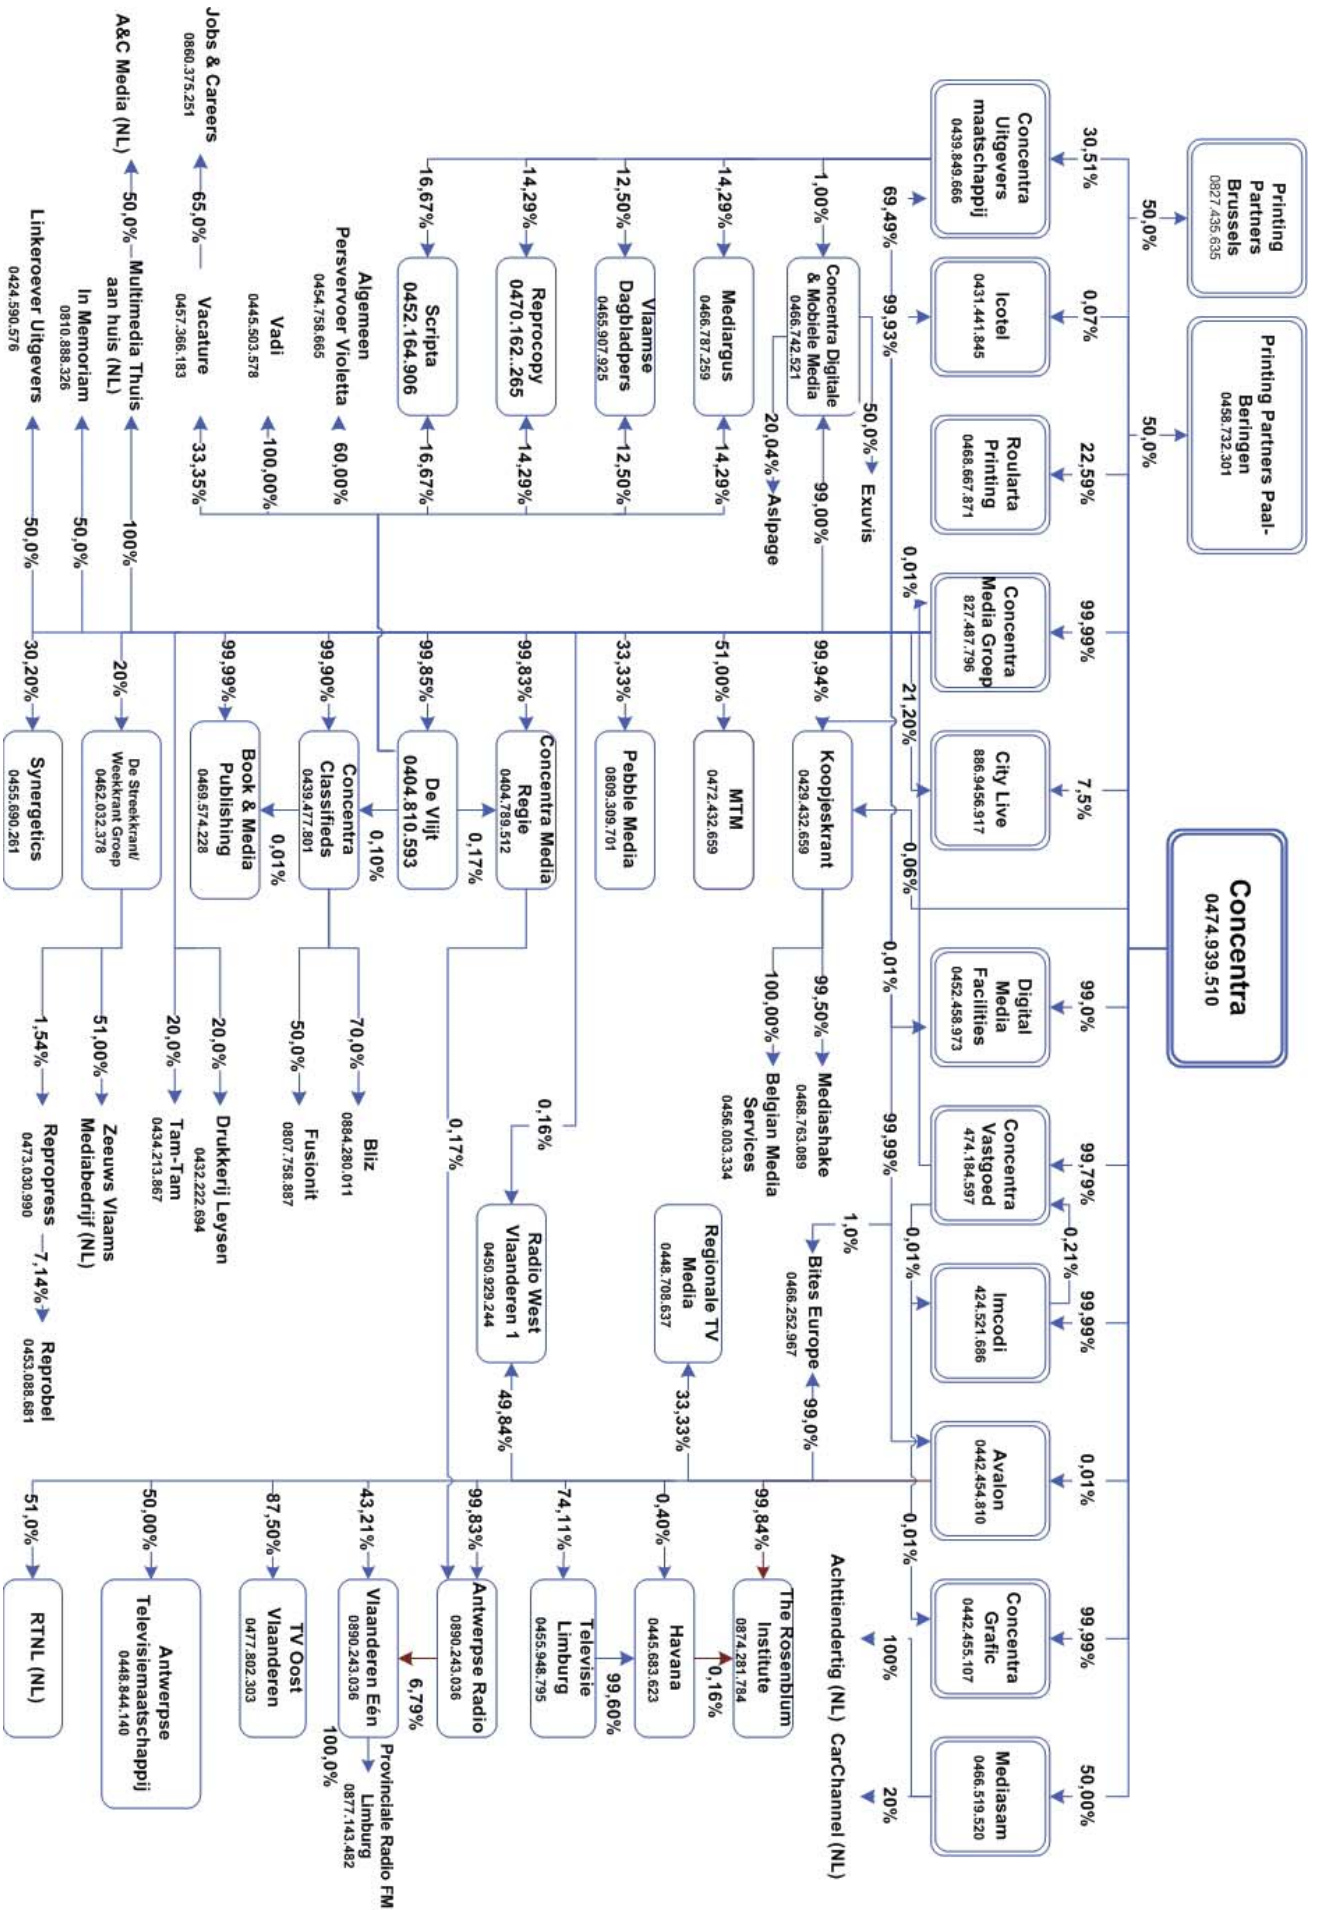 Concentra
0474.939.510
Printing
Partners
Brussels
0827.435.635
Printing Partners Paal-
Beringen
0458.732.301
50,0%
50,0%
30,51%
0,07%
22,59%
99,99%
7,5%
99,0%
99,79%
0,21%
99,99%
0,01%
99,99%
50,00%
Concentra
Uitgevers
maatschappij
0439.849.666
Icotel
0431.441.845
Roularta
Printing
0468.667.871
Concentra
Media Groep
827.487.796
City Live
886.9456.917
Digital
Media
Facilities
0452.458.973
Concentra
Vastgoed
474.184.597
Imcodi
424.521.686
Avalon
0442.454.810
Concentra
Grafic
0442.455.107
Mediasam
0466.519.520
69,49%
99,93%
0,01%
21,20%
0,06%
0,01%
99,99%
0,01%
0,01%
100%
20%
Achttiendertig (NL)
CarChannel (NL)
1,00%
Concentra Digitale
& Mobiele Media
0466.742.521
50,0%
Exuvis
20,04%
Aslpage
99,00%
99,94%
Koopjeskrant
0429.432.659
99,50%
Mediashake
0468.763.089
100,00%
Belgian Media
Services
0456.003.334
1,0%
Bites Europe
0466.252.967
99,0%
14,29%
Mediargus
0466.787.259
14,29%
51,00%
MTM
0472.432.659
Regionale TV
Media
0448.708.637
33,33%
99,84%
The Rosenblum
Institute
0874.281.784
0,16%
12,50%
Vlaamse
Dagbladpers
0465.907.925
12,50%
33,33%
Pebble Media
0809.309.701
0,40%
Havana
0445.683.623
99,60%
14,29%
Reprocopy
0470.162..265
14,29%
99,83%
Concentra Media
Regie
0404.789.512
0,17%
0,16%
Radio West
Vlaanderen 1
0450.929.244
49,84%
74,11%
Televisie
Limburg
0455.948.795
16,67%
Scripta
0452.164.906
16,67%
99,85%
De Vlijt
0404.810.593
0,10%
0,17%
99,83%
Antwerpse Radio
0890.243.036
6,79%
Algemeen
Persvervoer Violetta
0454.758.665
60,00%
99,90%
Concentra
Classifieds
0439.477.801
0,01%
70,0%
Bliz
0884.280.011
50,0%
Fusionit
0807.758.887
43,21%
Vlaanderen Eén
0890.243.036
100,0%
Provinciale Radio FM
Limburg
0877.143.482
Vadi
0445.503.578
100,00%
99,99%
Book & Media
Publishing
0469.574.228
87,50%
TV Oost
Vlaanderen
0477.802.303
Jobs & Careers
0860.375.251
65,0%
Vacature
0457.366.183
33,35%
20,0%
Drukkerij Leysen
0432.222.694
20,0%
Tam-Tam
0434.213.867
50,00%
Antwerpse
Televisiemaatschappij
0448.844.140
A&C Media (NL)
50,0%
Multimedia Thuis
aan huis (NL)
100%
20%
De Streekkrant/
Weekkrant Groep
0462.032.378
51,00%
Zeeuws Vlaams
Mediabedrijf (NL)
In Memoriam
0810.888.326
50,0%
Linkeroever Uitgevers
0424.590.576
50,0%
30,20%
Synergetics
0455.690.261
1,54%
Repropress
0473.030.990
7,14%
Reprobel
0453.088.681
51,0%
RTNL (NL)